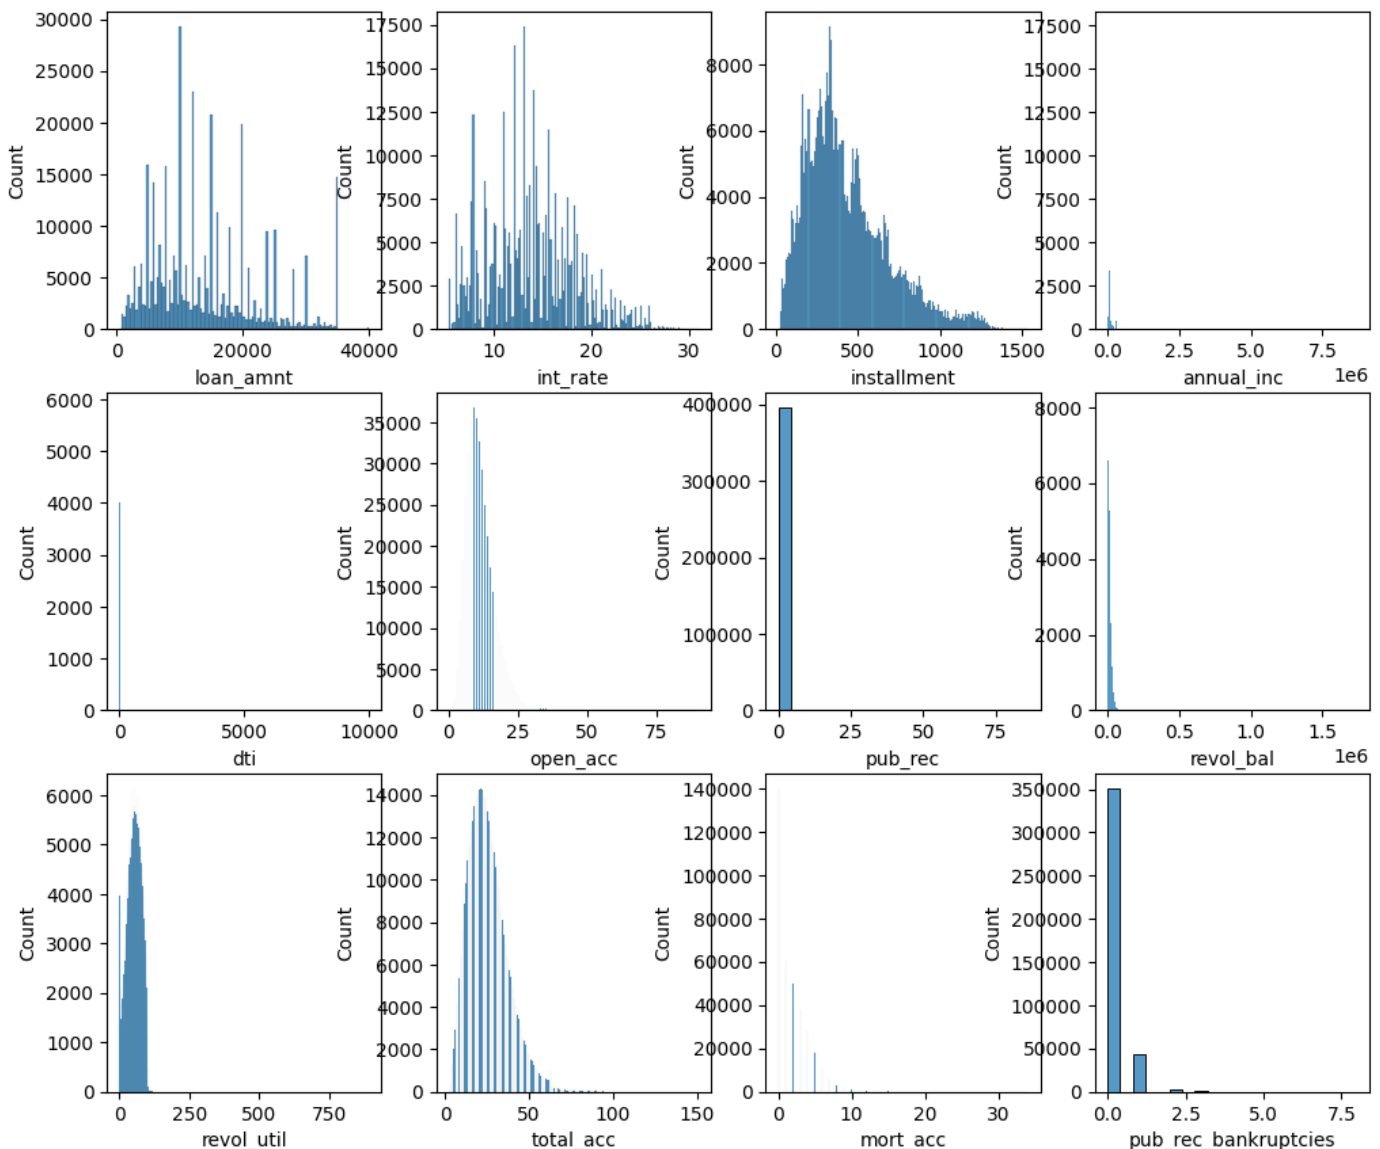 30000
25000
20000
15000
10000
5000
0
Count
0 20000 40000
loan_amnt
17500
15000
12500
10000
7500
5000
2500
0
Count
10 20 30
int_rate
8000
6000
4000
2000
0
Count
0 500 1000 1500
installment
17500
15000
12500
10000
7500
5000
2500
0
Count
0.0 2.5 5.0 7.5
1e6
annual_inc
6000
5000
4000
3000
2000
1000
0
Count
0 5000 10000
dti
35000
30000
25000
20000
15000
10000
5000
0
Count
0 25 50 75
open_acc
400000
300000
200000
100000
0
Count
0 25 50 75
pub_rec
8000
6000
4000
2000
0
Count
0.0 0.5 1.0 1.5
1e6
revol_bal
6000
5000
4000
3000
2000
1000
0
Count
0 250 500 750
revol_util
14000
12000
10000
8000
6000
4000
2000
0
Count
0 50 100 150
total_acc
140000
120000
100000
80000
60000
40000
20000
0
Count
0 10 20 30
mort_acc
350000
300000
250000
200000
150000
100000
50000
0
Count
0.0 2.5 5.0 7.5
pub_rec_bankruptcies